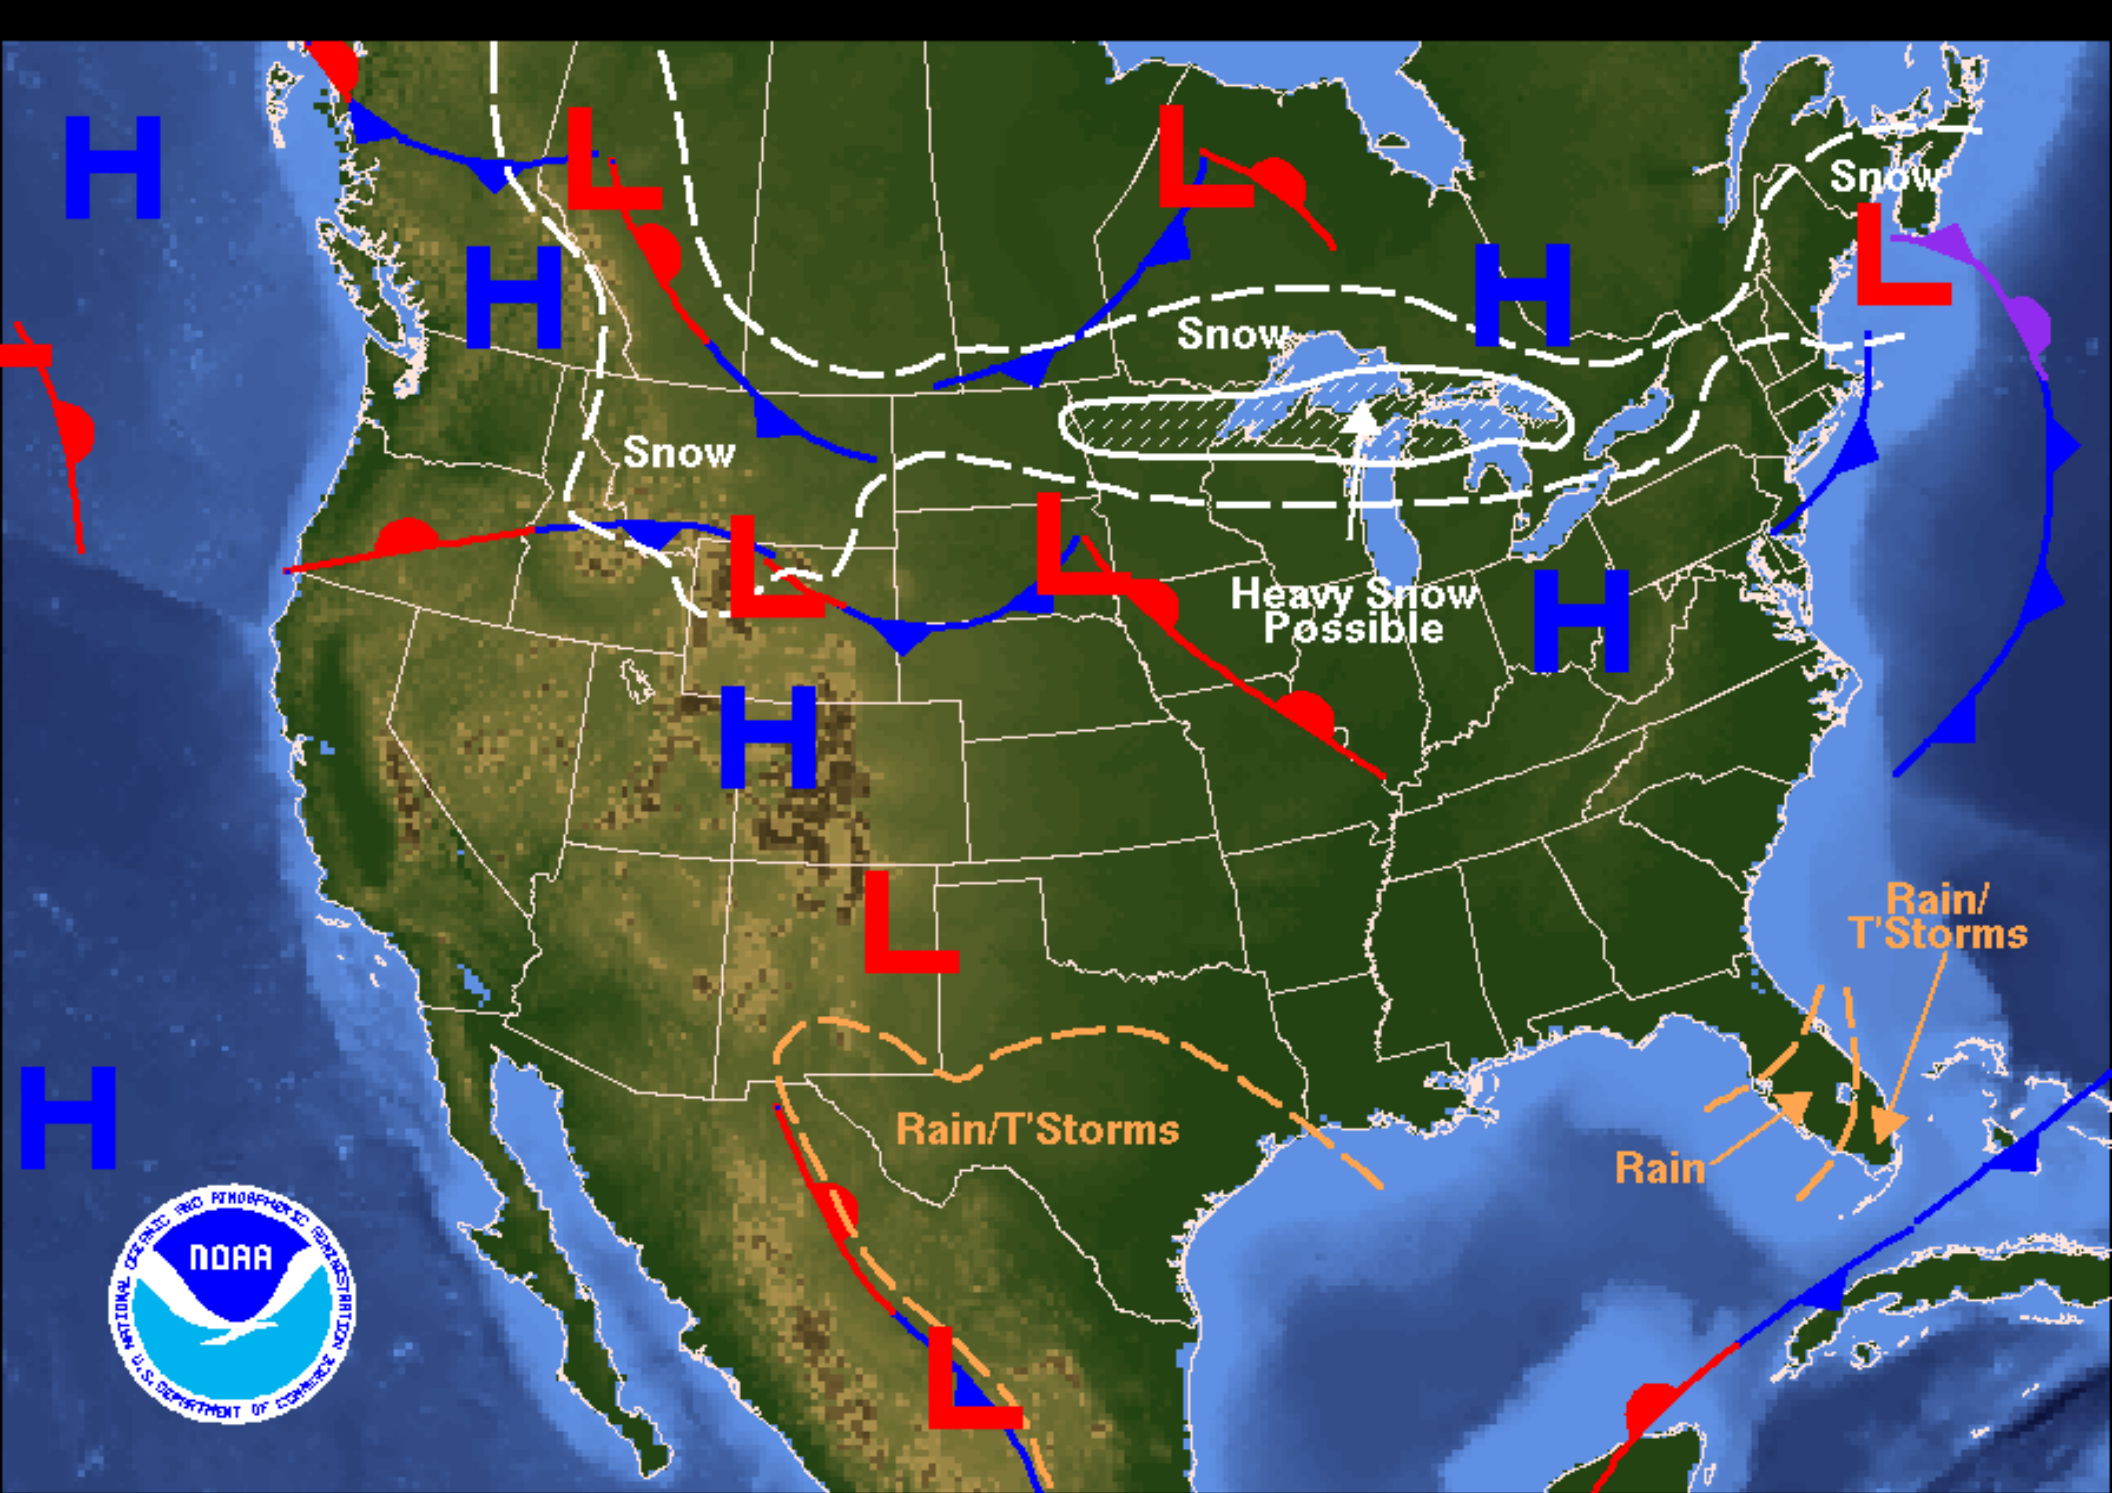 Snow
H
L
L
H
H
L
H
Snow
L
Snow
L
L
Heavy Snow
Possible
H
H
L
Rain/
T'Storms
Rain/T'Storms
H
Rain
NOAA
NATIONAL OCEANIC AND ATMOSPHERIC ADMINISTRATION
U.S. DEPARTMENT OF COMMERCE
L